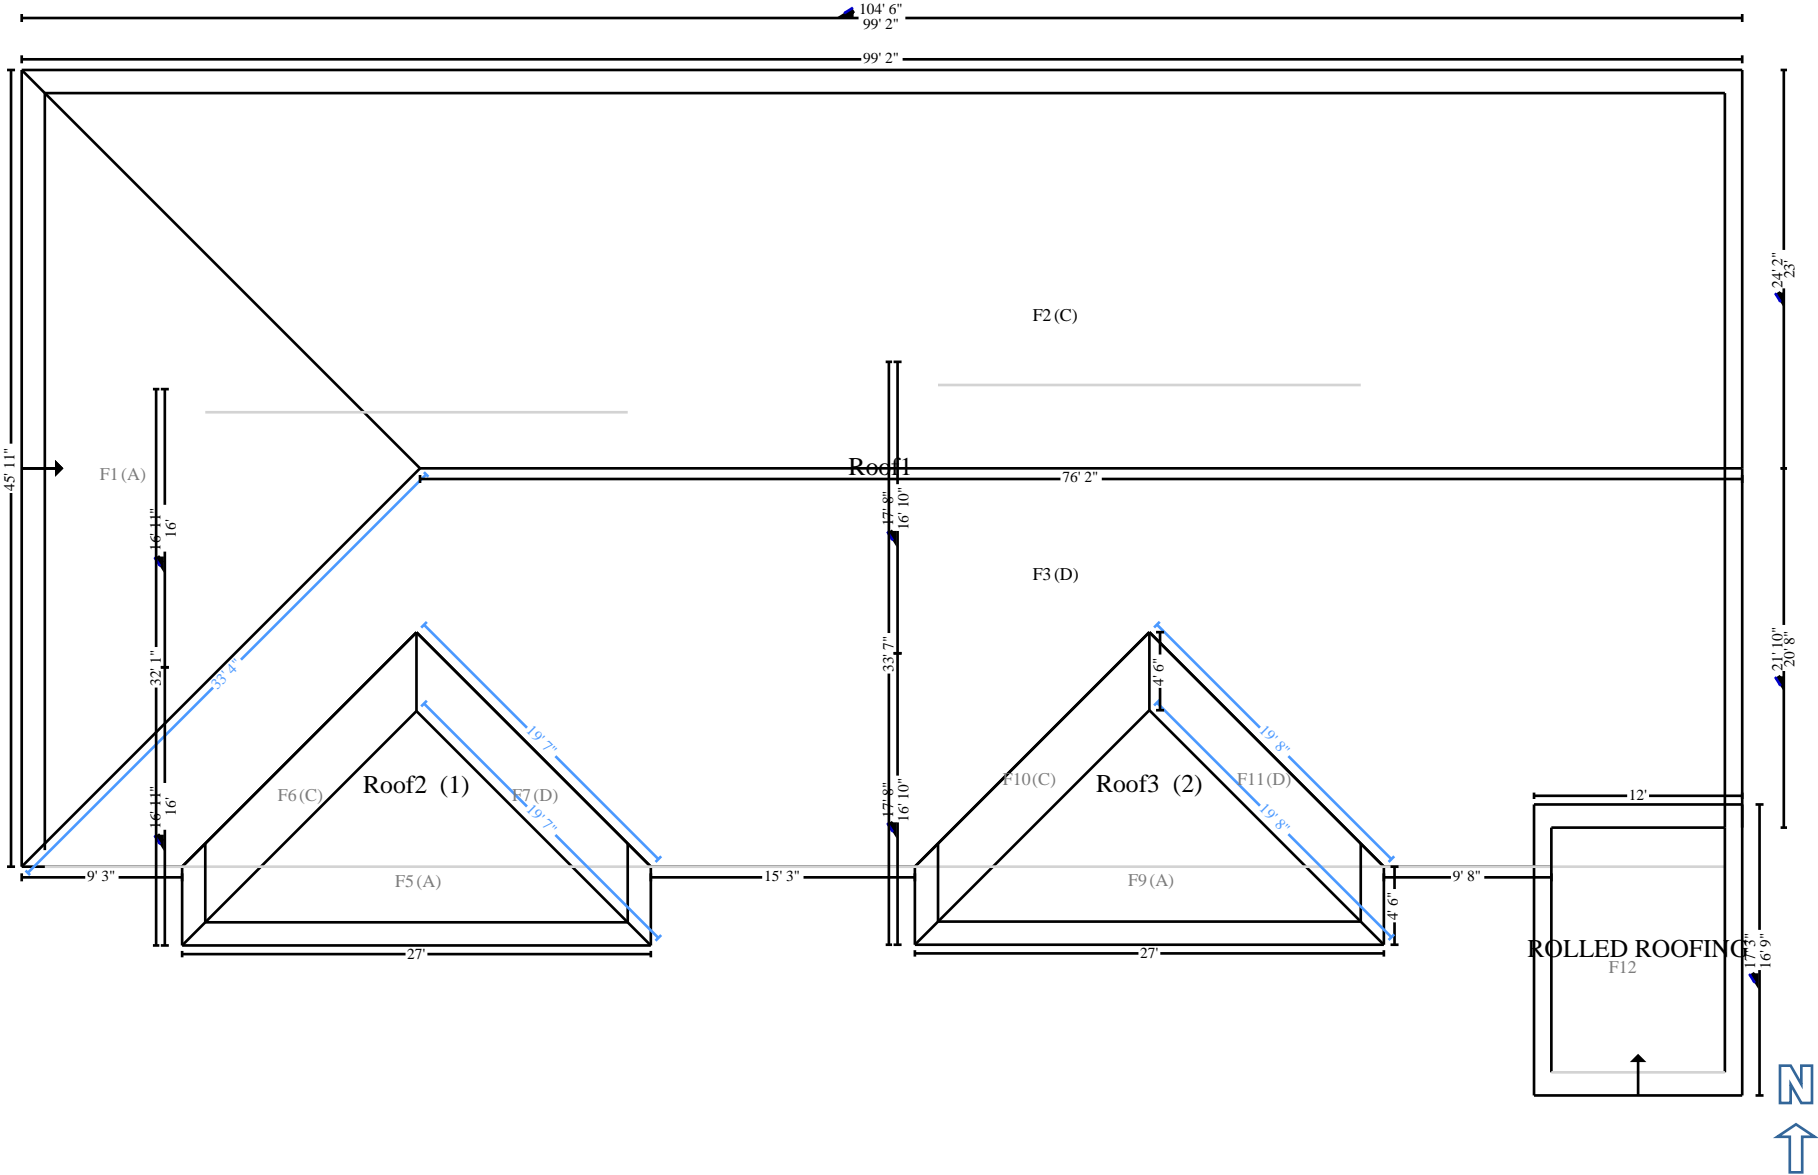 104' 6"
99' 2"
99' 2"
24' 2"
23'
F2 (C)
Roof1
F1 (A)
45' 11"
76' 2"
16' 11"
16'
17' 8"
16' 10"
F3 (D)
32' 1"
33' 4"
33' 7"
4' 6"
21' 10"
20' 8"
19' 7"
19' 8"
Roof2 (1)
Roof3 (2)
F6 (C)
F7 (D)
F10 (C)
F11 (D)
12'
16' 11"
16'
19' 7"
17' 8"
16' 10"
19' 8"
9' 3"
F5 (A)
15' 3"
F9 (A)
9' 8"
4' 6"
27'
27'
ROLLED ROOFING
F12
17' 3"
16' 9"
N